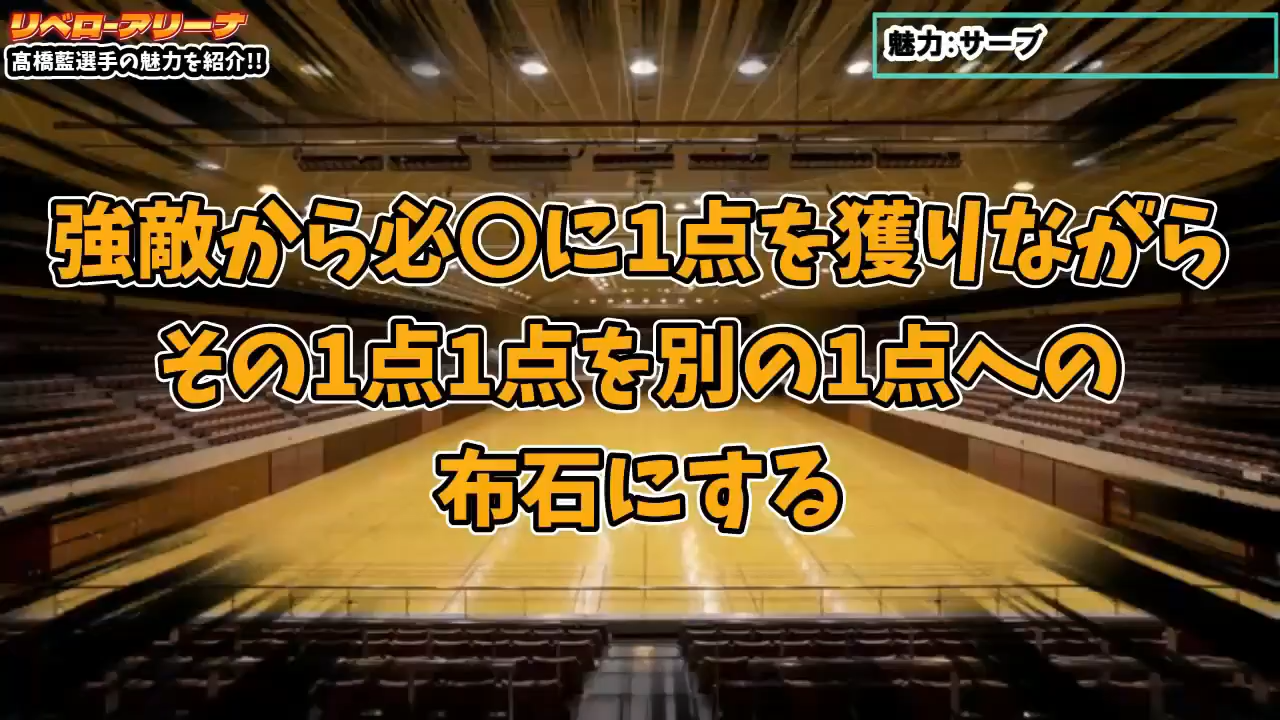 リベローアリーナ
髙橋藍選手の魅力を紹介!!
魅力:サーブ
強敵から必〇に1点を獲りながら
その1点1点を別の1点への
布石にする